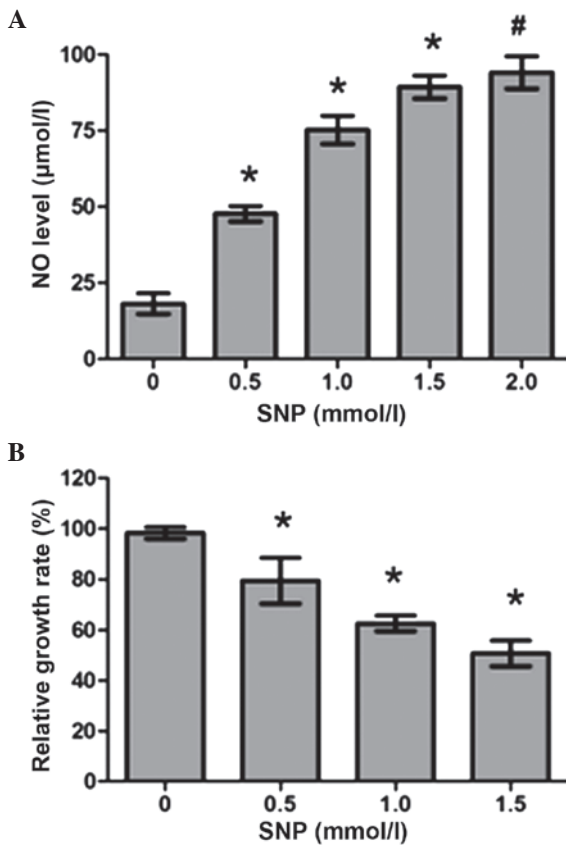 A
NO level (μmol/l)
100
75
50
25
0
* * * #
0 0.5 1.0 1.5 2.0
SNP (mmol/l)
B
Relative growth rate (%)
120
100
80
60
40
20
0
* * *
0 0.5 1.0 1.5
SNP (mmol/l)